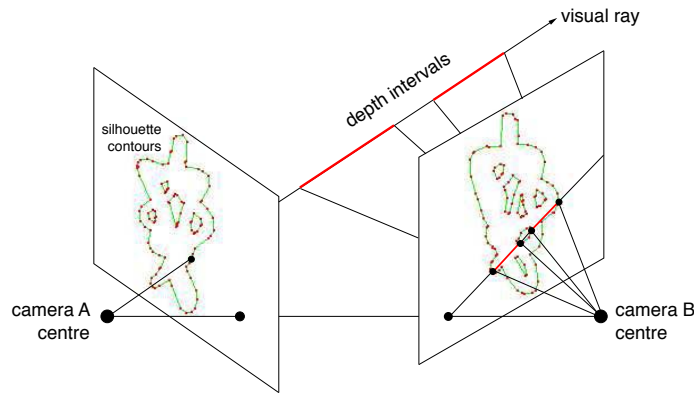 visual ray
depth intervals
silhouette
contours
camera A
centre
camera B
centre